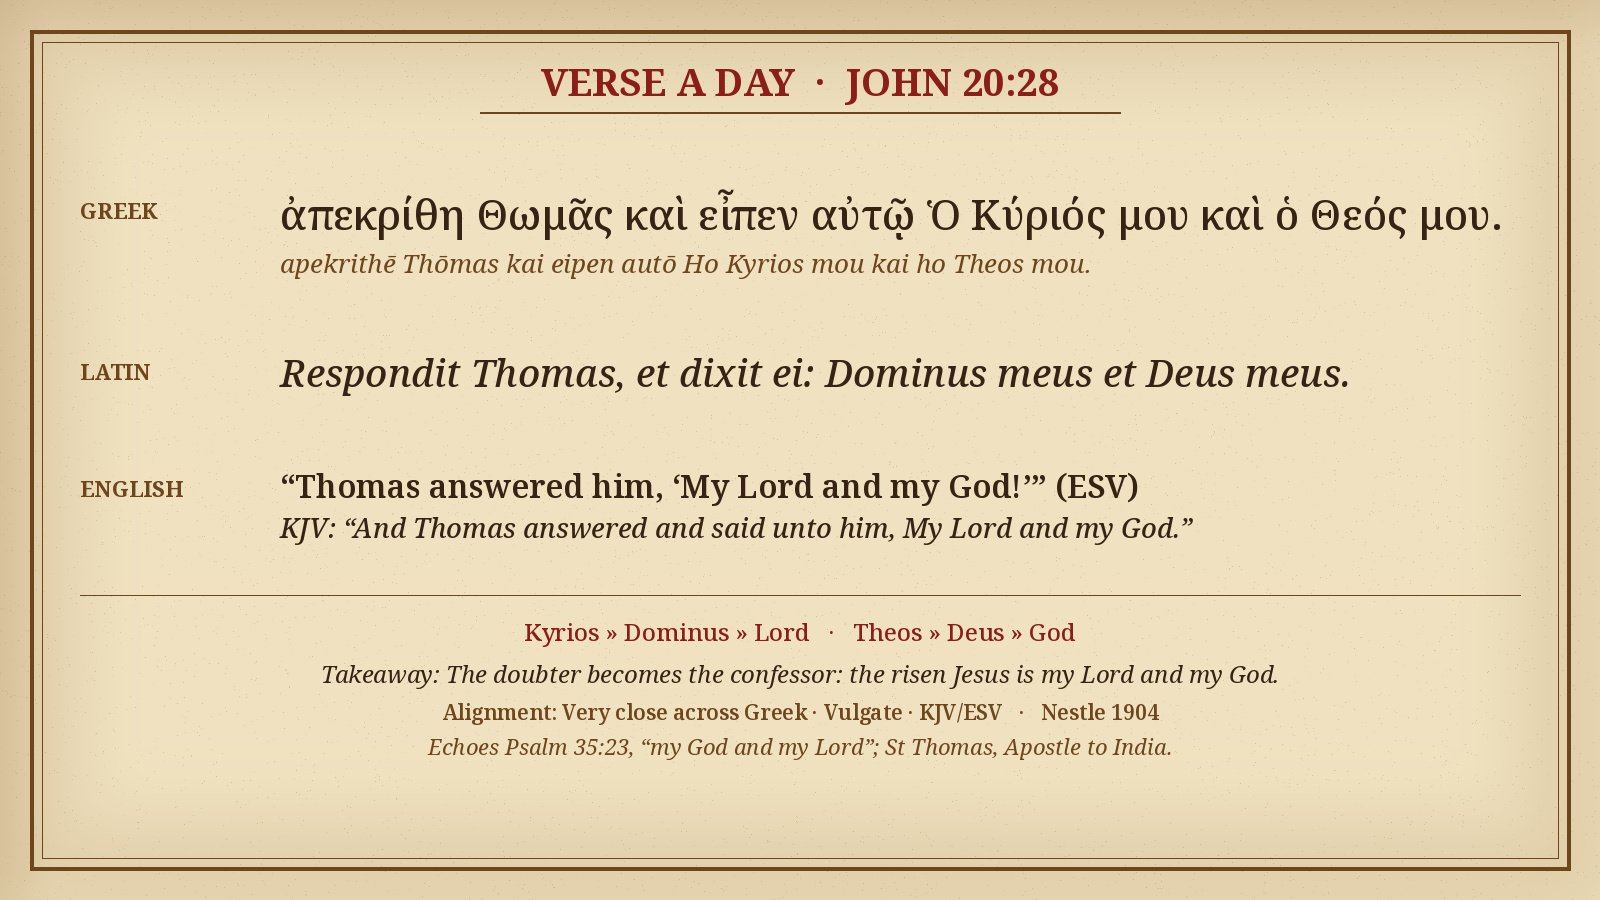 VERSE A DAY · JOHN 20:28
GREEK
ἀπεκρίθη Θωμᾶς καὶ εἶπεν αὐτῷ Ὁ Κύριός μου καὶ ὁ Θεός μου.
apekrithē Thōmas kai eipen autō Ho Kyrios mou kai ho Theos mou.
LATIN
Respondit Thomas, et dixit ei: Dominus meus et Deus meus.
ENGLISH
“Thomas answered him, ‘My Lord and my God!’” (ESV)
KJV: “And Thomas answered and said unto him, My Lord and my God.”
Kyrios » Dominus » Lord · Theos » Deus » God
Takeaway: The doubter becomes the confessor: the risen Jesus is my Lord and my God.
Alignment: Very close across Greek · Vulgate · KJV/ESV · Nestle 1904
Echoes Psalm 35:23, “my God and my Lord”; St Thomas, Apostle to India.